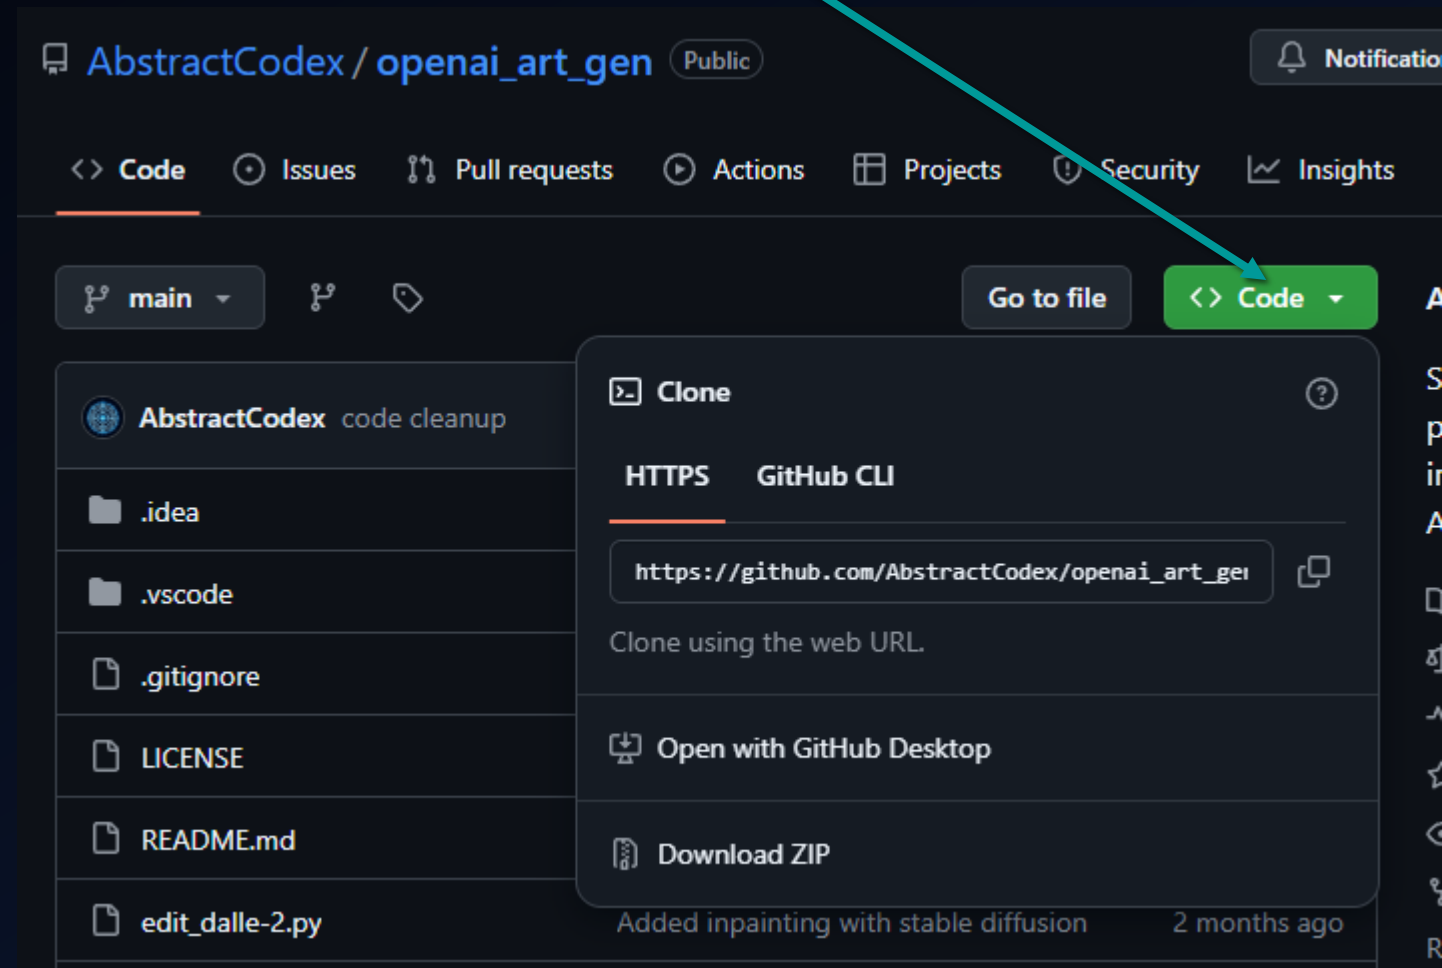 AbstractCodex / openai_art_gen Public
Notification
Code Issues Pull requests Actions Projects Security Insights
main Go to file Code
AbstractCodex code cleanup
.idea
.vscode
.gitignore
LICENSE
README.md
edit_dalle-2.py Added inpainting with stable diffusion 2 months ago
Clone
HTTPS GitHub CLI
https://github.com/AbstractCodex/openai_art_gen
Clone using the web URL.
Open with GitHub Desktop
Download ZIP